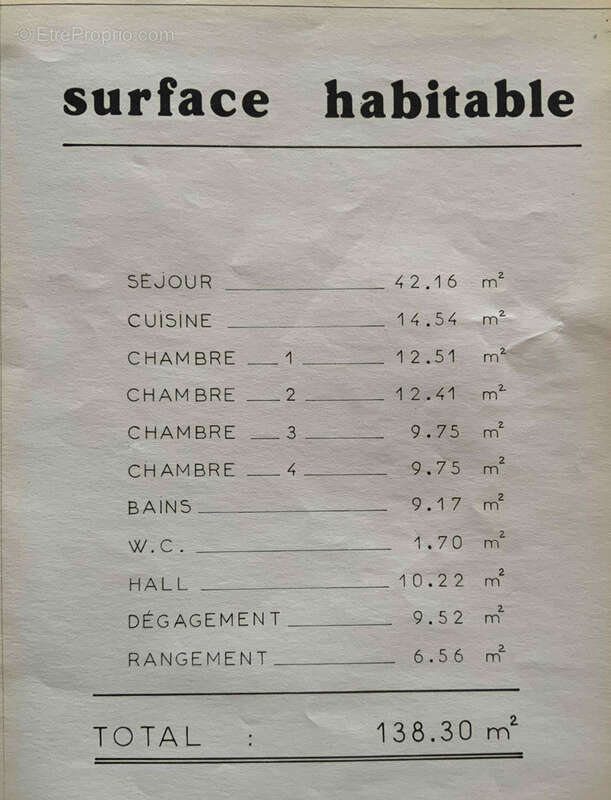 © EtreProprio.com
surface habitable
SÉJOUR 42.16 m²
CUISINE 14.54 m²
CHAMBRE 1 12.51 m²
CHAMBRE 2 12.41 m²
CHAMBRE 3 9.75 m²
CHAMBRE 4 9.75 m²
BAINS 9.17 m²
W.C. 1.70 m²
HALL 10.22 m²
DÉGAGEMENT 9.52 m²
RANGEMENT 6.56 m²
TOTAL : 138.30 m²